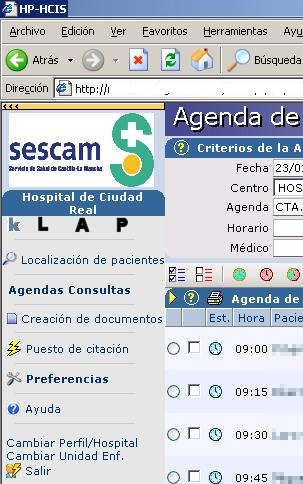 HP-HCIS
Archivo Edición Ver Favoritos Herramientas Ayu
Atrás Búsqueda
Dirección http://
sescam
Servicio de Salud de Castilla-La Mancha
Hospital de Ciudad
Real
k L A P
Localización de pacientes
Agendas Consultas
Creación de documentos
Puesto de citación
Preferencias
Ayuda
Cambiar Perfil/Hospital
Cambiar Unidad Enf.
Salir
Agenda de
Criterios de la A
Fecha 23/0
Centro HOS
Agenda CTA.
Horario
Médico
Agenda de
Est. Hora Pacie
09:00
09:15
09:30
09:45